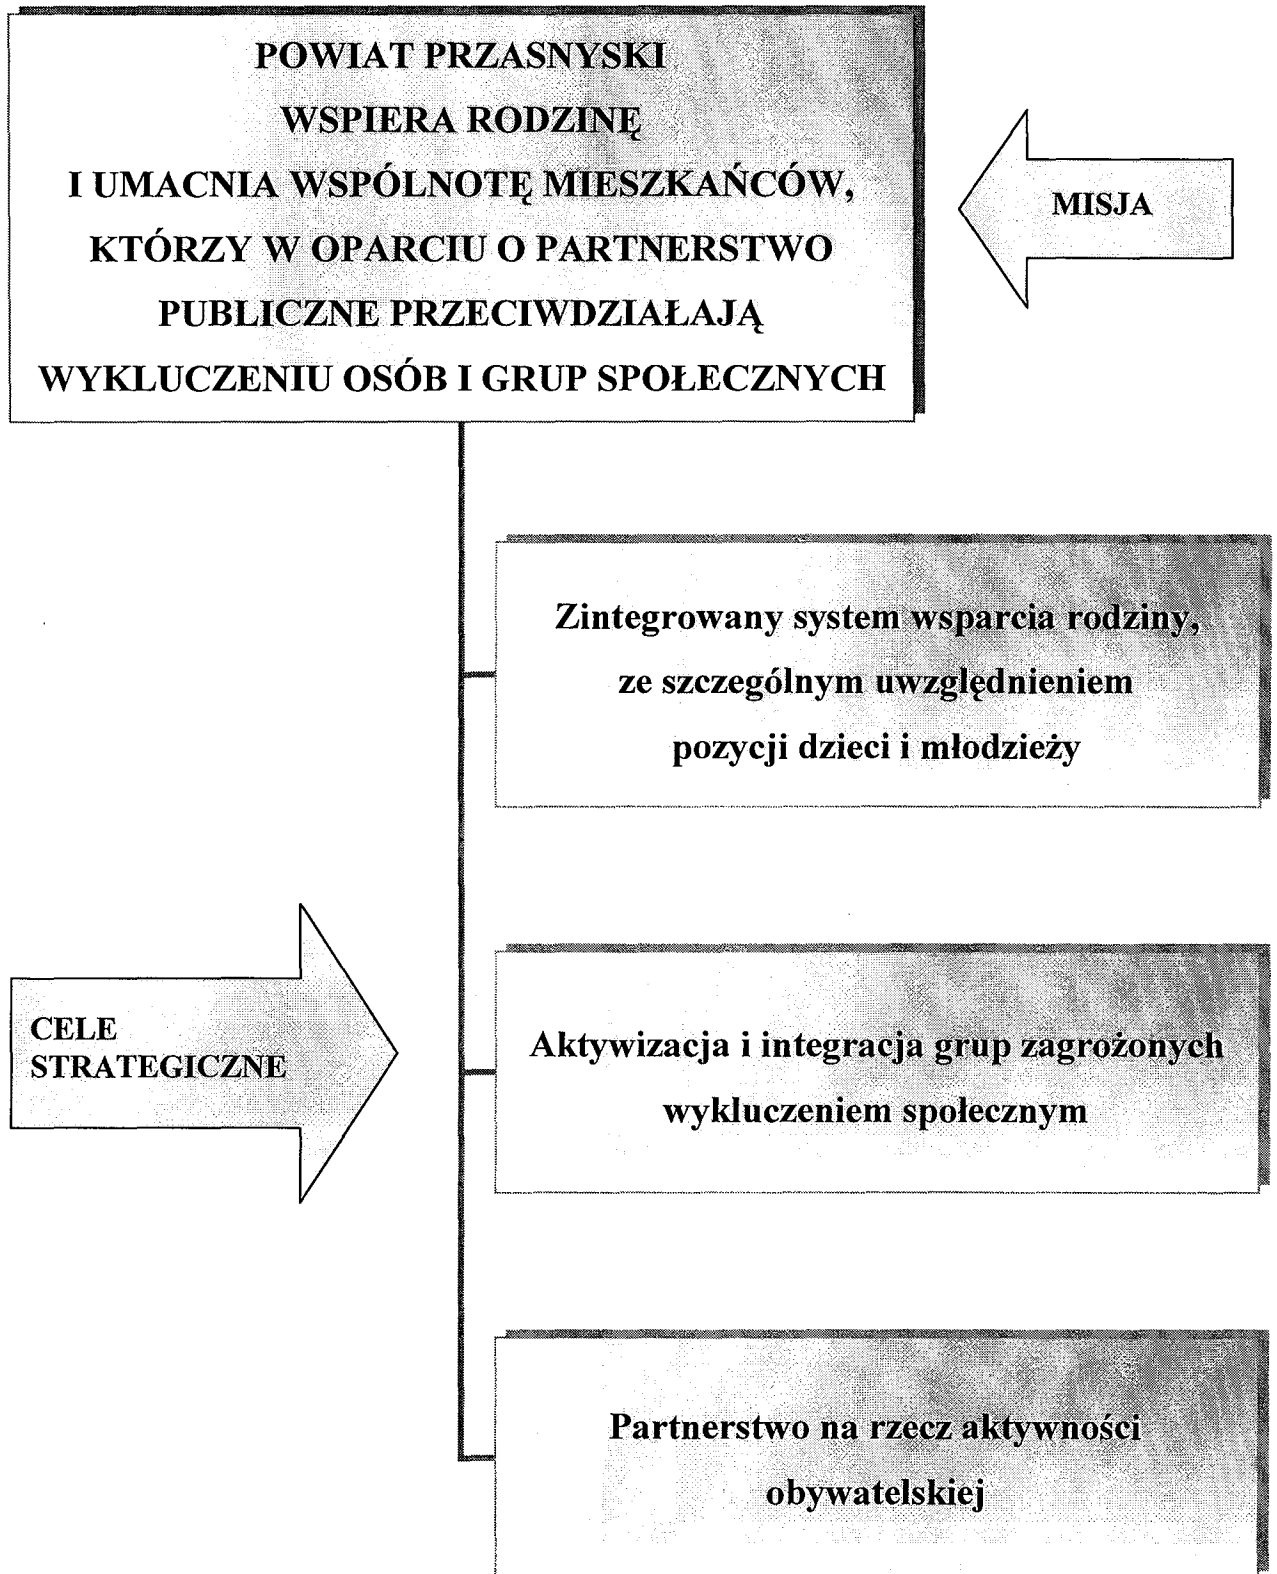 POWIAT PRZASNYSKI
WSPIERA RODZINĘ
I UMACNIA WSPÓLNOTĘ MIESZKAŃCÓW,
KTÓRZY W OPARCIU O PARTNERSTWO
PUBLICZNE PRZECIWDZIAŁAJĄ
WYKLUCZENIU OSÓB I GRUP SPOŁECZNYCH
MISJA
Zintegrowany system wsparcia rodziny,
ze szczególnym uwzględnieniem
pozycji dzieci i młodzieży
CELE
STRATEGICZNE
Aktywizacja i integracja grup zagrożonych
wykluczeniem społecznym
Partnerstwo na rzecz aktywności
obywatelskiej